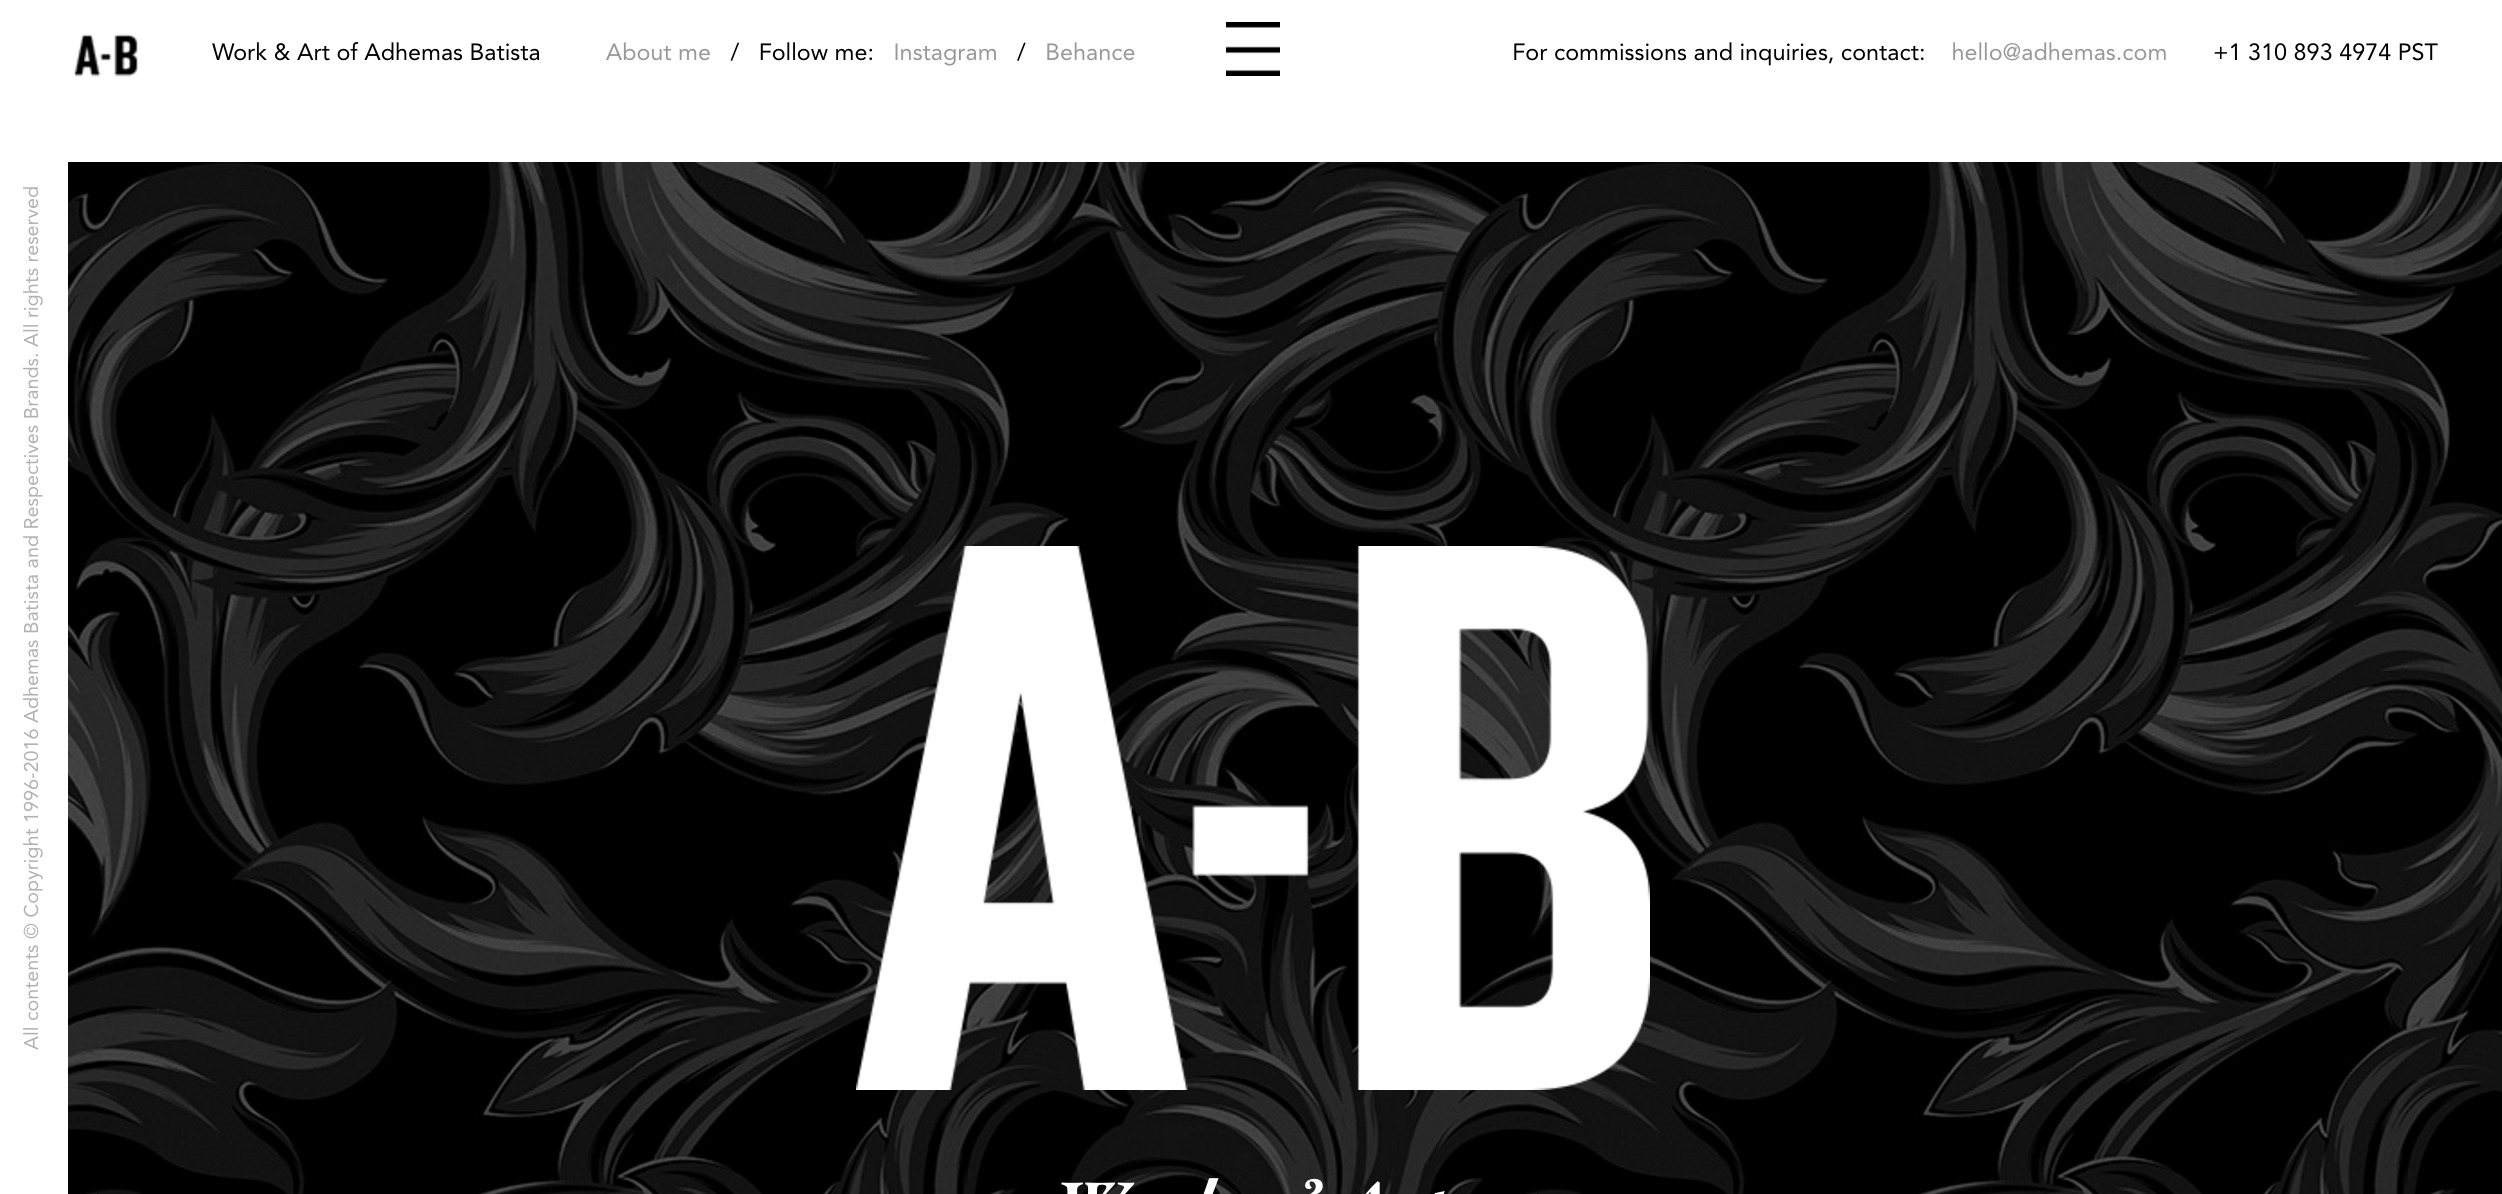 A-B
Work & Art of Adhemas Batista
About me / Follow me: Instagram / Behance
For commissions and inquiries, contact: hello@adhemas.com
+1 310 893 4974 PST
All contents © Copyright 1996-2016 Adhemas Batista and Respectives Brands. All rights reserved
A-B